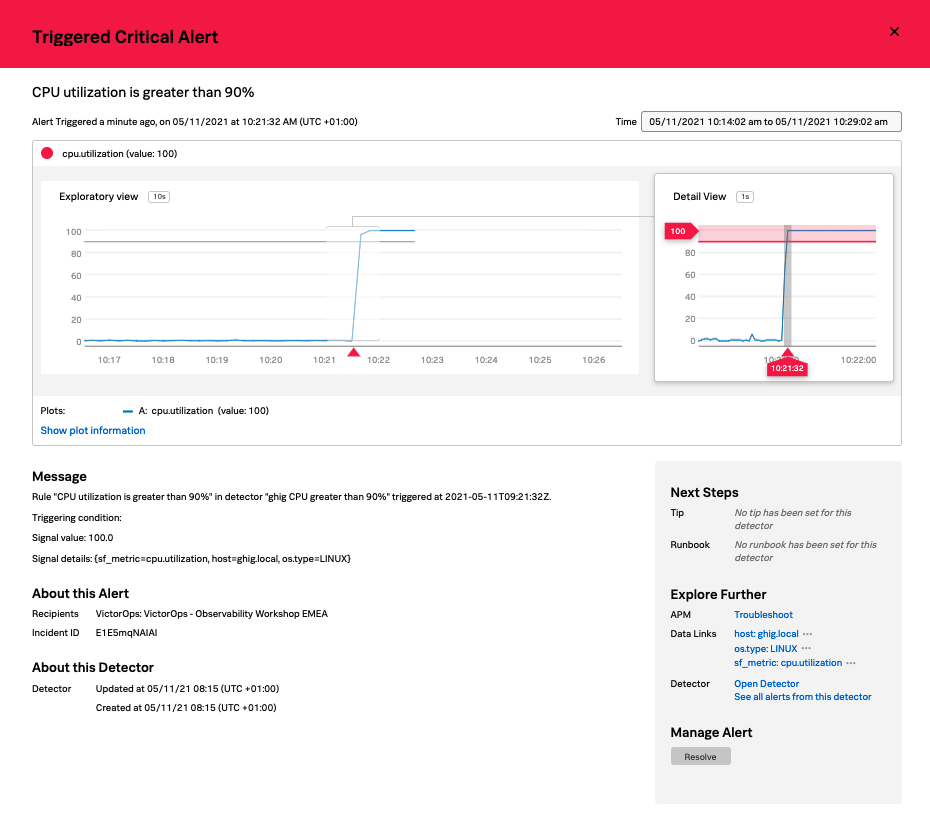 Triggered Critical Alert
CPU utilization is greater than 90%
Alert Triggered a minute ago, on 05/11/2021 at 10:21:32 AM (UTC +01:00)
Time 05/11/2021 10:14:02 am to 05/11/2021 10:29:02 am
cpu.utilization (value: 100)
Exploratory view 10s
100
80
60
40
20
0
10:17 10:18 10:19 10:20 10:21 10:22 10:23 10:24 10:25 10:26
Detail View 1s
100
80
60
40
20
0
10:22:00
10:21:32
Plots: A: cpu.utilization (value: 100)
Show plot information
Message
Rule "CPU utilization is greater than 90%" in detector "ghig CPU greater than 90%" triggered at 2021-05-11T09:21:32Z.
Triggering condition:
Signal value: 100.0
Signal details: {sf_metric=cpu.utilization, host=ghig.local, os.type=LINUX}
About this Alert
Recipients VictorOps: VictorOps - Observability Workshop EMEA
Incident ID E1E5mqNAIAI
About this Detector
Detector Updated at 05/11/21 08:15 (UTC +01:00)
Created at 05/11/21 08:15 (UTC +01:00)
Next Steps
Tip No tip has been set for this
detector
Runbook No runbook has been set for this
detector
Explore Further
APM Troubleshoot
Data Links host: ghig.local ···
os.type: LINUX ···
sf_metric: cpu.utilization ···
Detector Open Detector
See all alerts from this detector
Manage Alert
Resolve